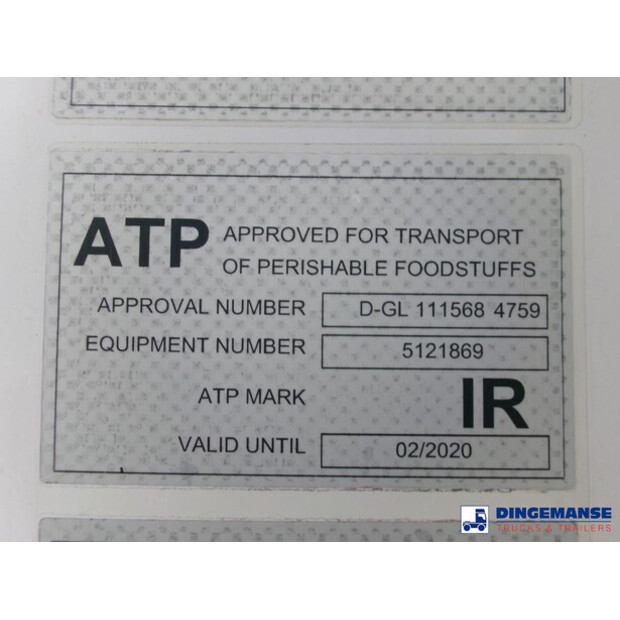 ATP APPROVED FOR TRANSPORT
OF PERISHABLE FOODSTUFFS
APPROVAL NUMBER D-GL 111568 4759
EQUIPMENT NUMBER 5121869
ATP MARK IR
VALID UNTIL 02/2020
DINGEMANSE
TRUCKS & TRAILERS